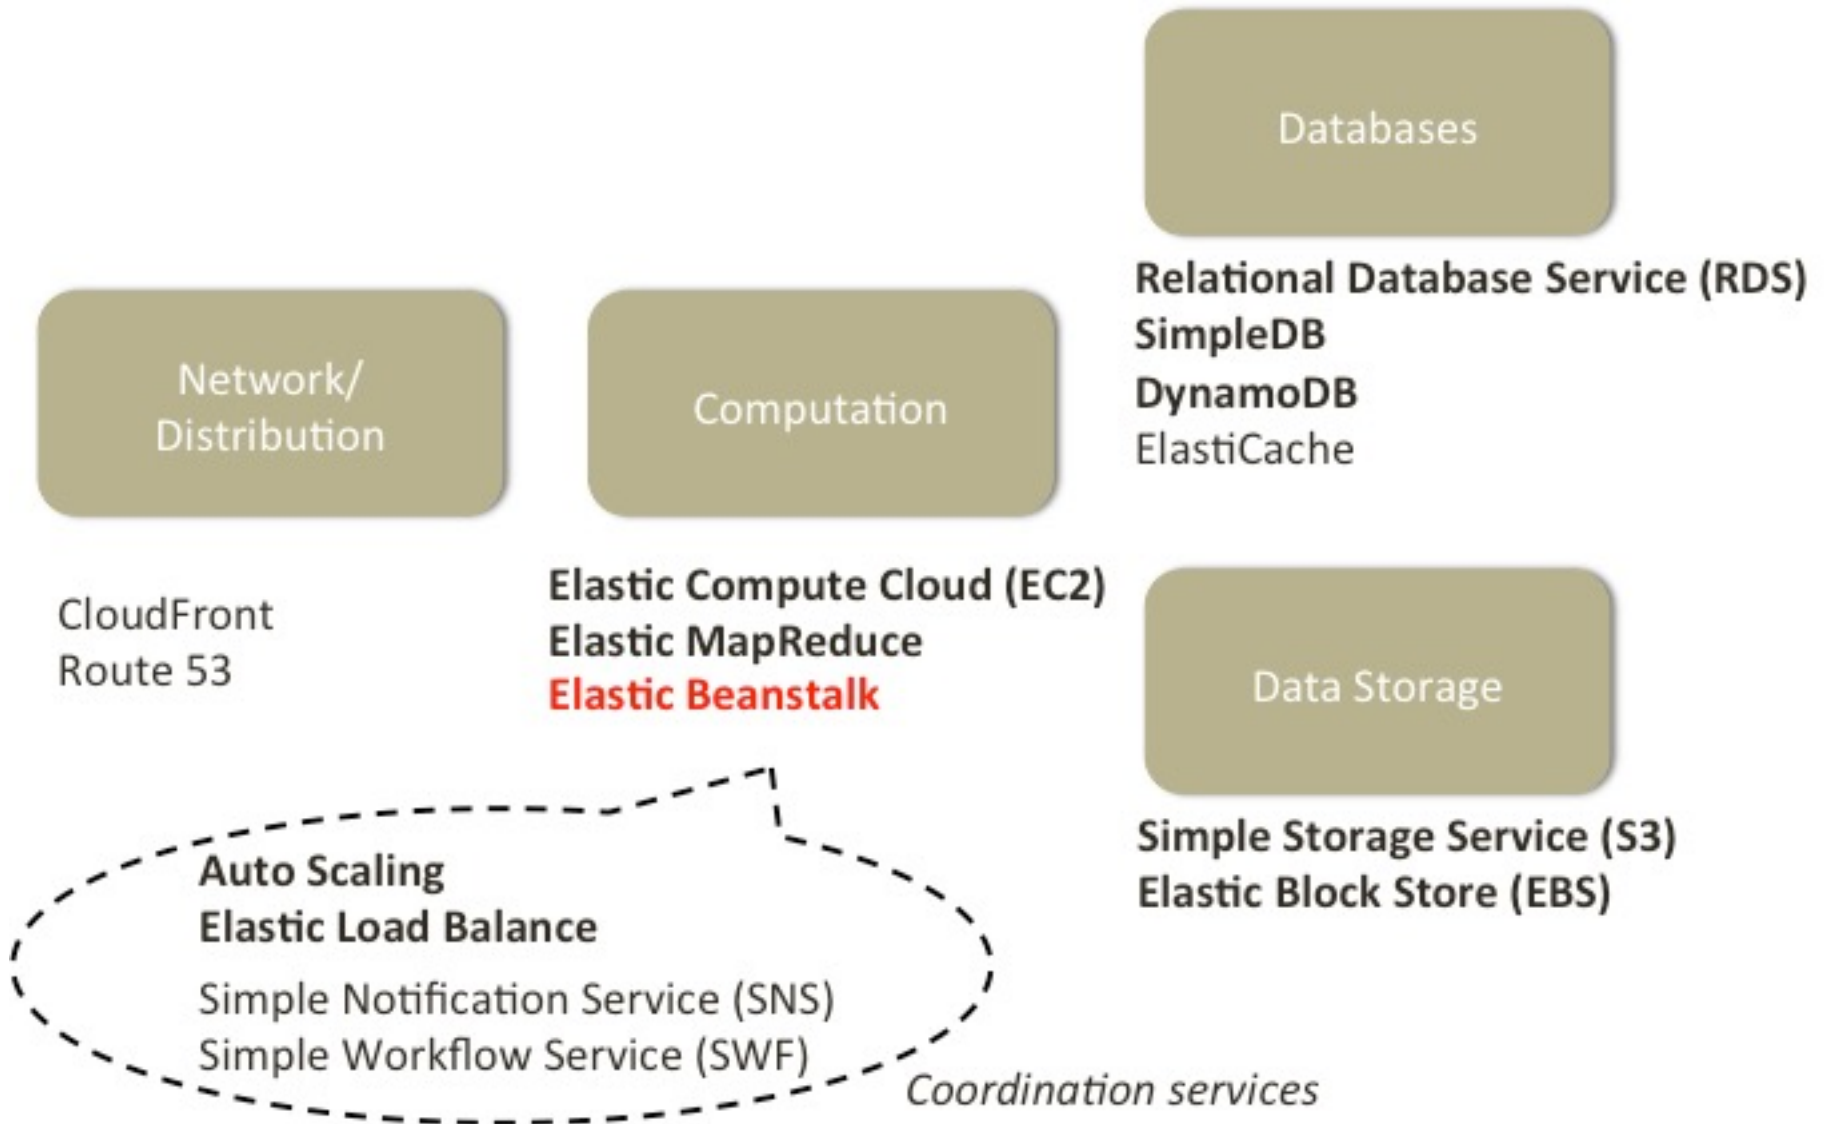 Databases
Relational Database Service (RDS)
SimpleDB
DynamoDB
ElastiCache
Network/
Distribution
CloudFront
Route 53
Computation
Elastic Compute Cloud (EC2)
Elastic MapReduce
Elastic Beanstalk
Data Storage
Simple Storage Service (S3)
Elastic Block Store (EBS)
Auto Scaling
Elastic Load Balance
Simple Notification Service (SNS)
Simple Workflow Service (SWF)
Coordination services